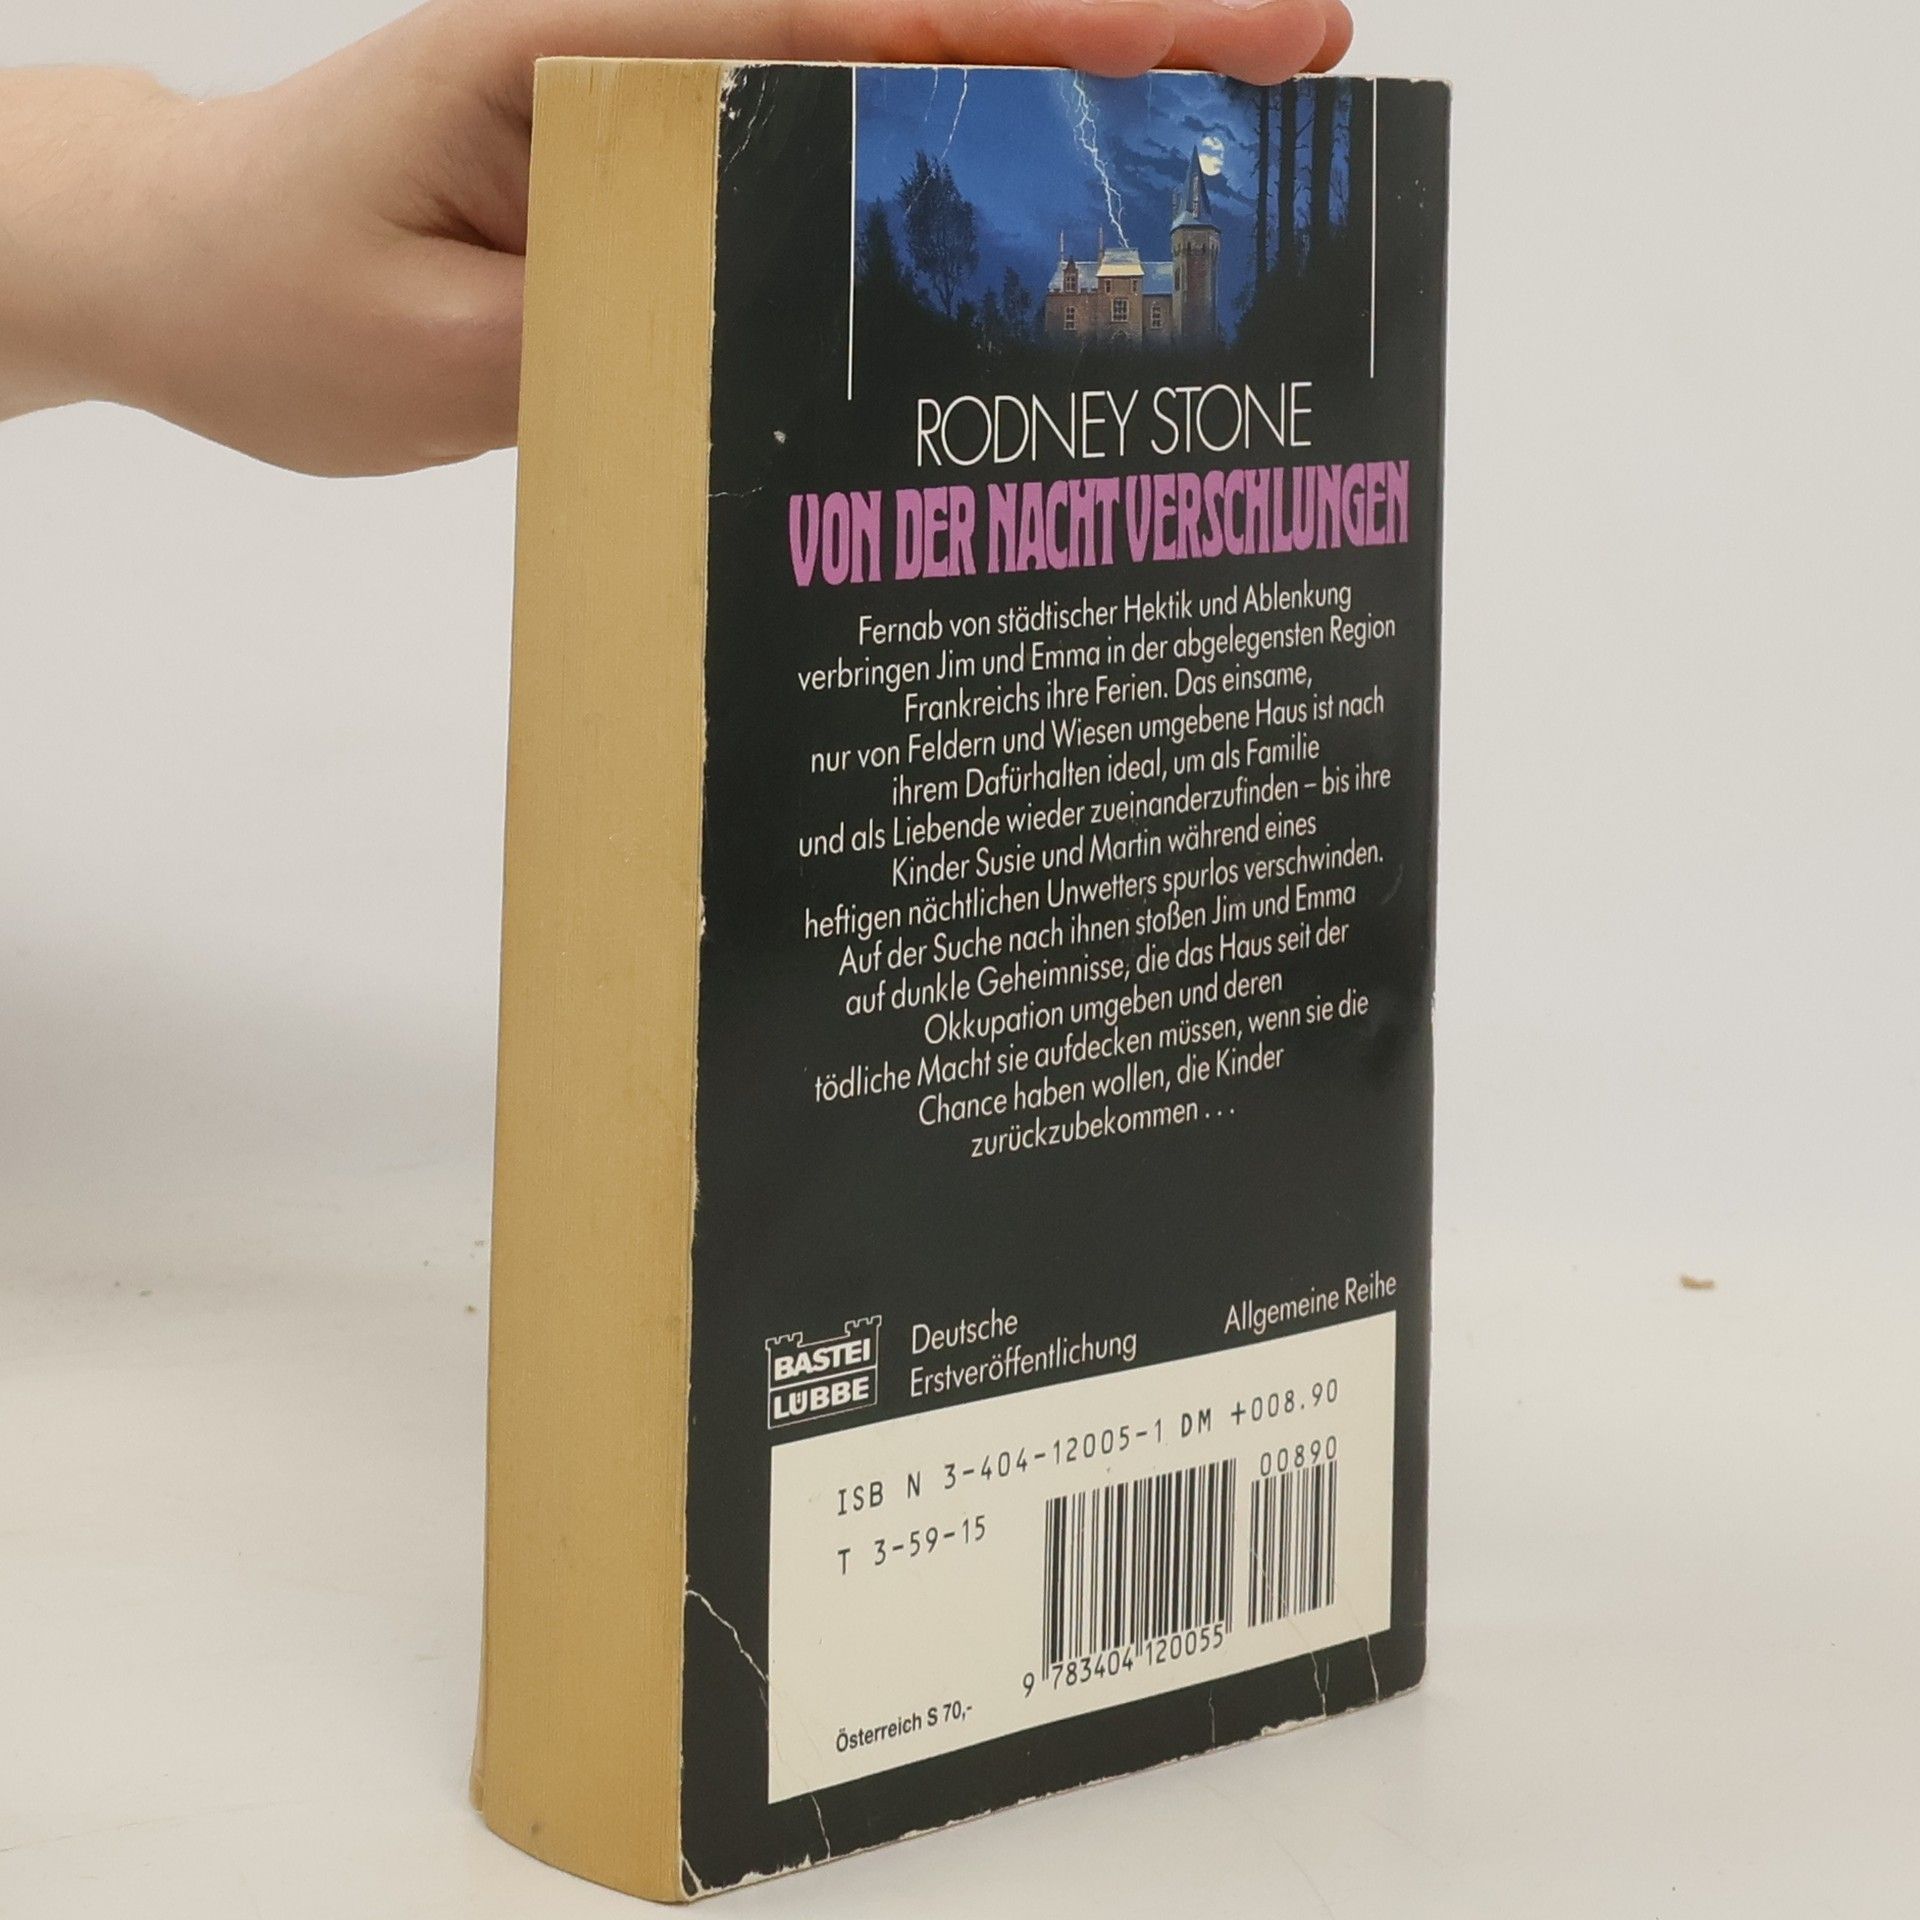 RODNEY STONE
VON DER NACHT VERSCHLUNGEN
Fernab von städtischer Hektik und Ablenkung
verbringen Jim und Emma in der abgelegensten Region
Frankreichs ihre Ferien. Das einsame,
nur von Feldern und Wiesen umgebene Haus ist nach
ihrem Dafürhalten ideal, um als Familie
und als Liebende wieder zueinanderzufinden – bis ihre
Kinder Susie und Martin während eines
heftigen nächtlichen Unwetters spurlos verschwinden.
Auf der Suche nach ihnen stoßen Jim und Emma
auf dunkle Geheimnisse, die das Haus seit der
Okkupation umgeben und deren
tödliche Macht sie aufdecken müssen, wenn sie die
Chance haben wollen, die Kinder
zurückzubekommen . . .
BASTEI
LÜBBE
Deutsche
Erstveröffentlichung
Allgemeine Reihe
ISB N 3-404-12005-1 DM +008.90
T 3-59-15
00890
9 783404 120055
Österreich S 70,-